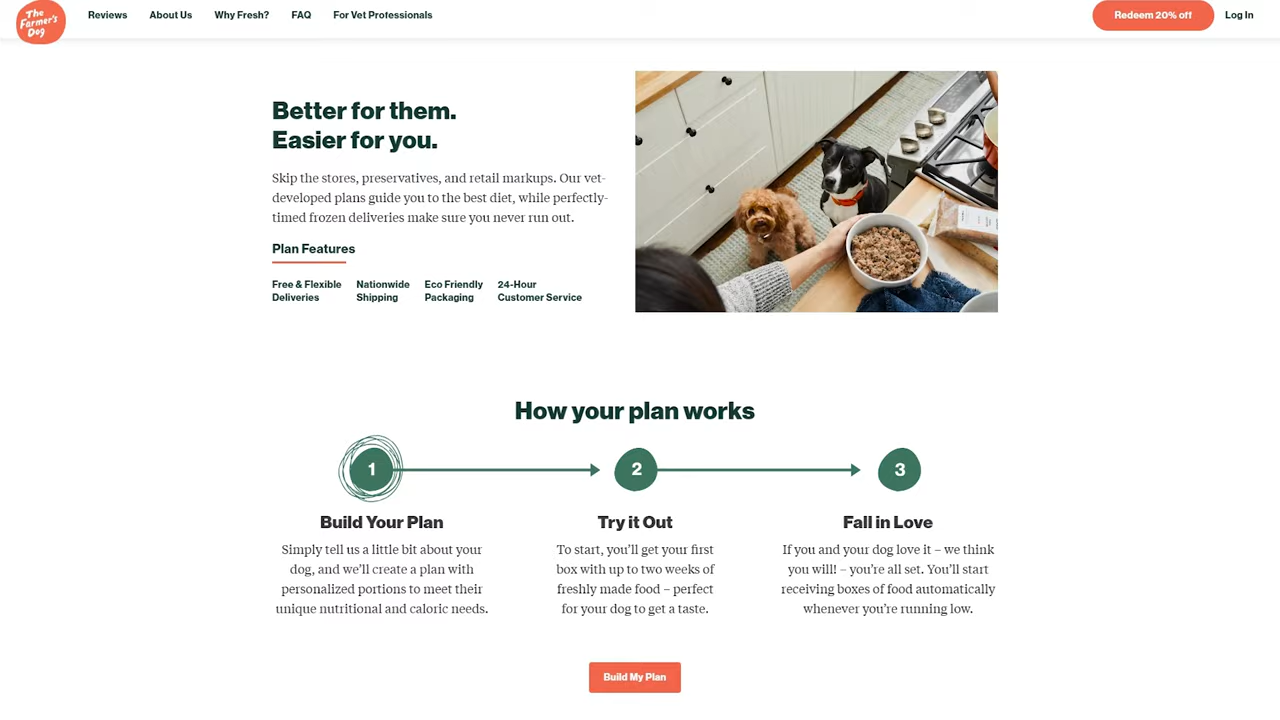 The
Farmer's
Dog
Reviews
About Us
Why Fresh?
FAQ
For Vet Professionals
Redeem 20% off
Log In
Better for them.
Easier for you.
Skip the stores, preservatives, and retail markups. Our vet-
developed plans guide you to the best diet, while perfectly-
timed frozen deliveries make sure you never run out.
Plan Features
Free & Flexible
Deliveries
Nationwide
Shipping
Eco Friendly
Packaging
24-Hour
Customer Service
How your plan works
1
2
3
Build Your Plan
Simply tell us a little bit about your
dog, and we'll create a plan with
personalized portions to meet their
unique nutritional and caloric needs.
Try it Out
To start, you'll get your first
box with up to two weeks of
freshly made food – perfect
for your dog to get a taste.
Fall in Love
If you and your dog love it – we think
you will! – you're all set. You'll start
receiving boxes of food automatically
whenever you're running low.
Build My Plan